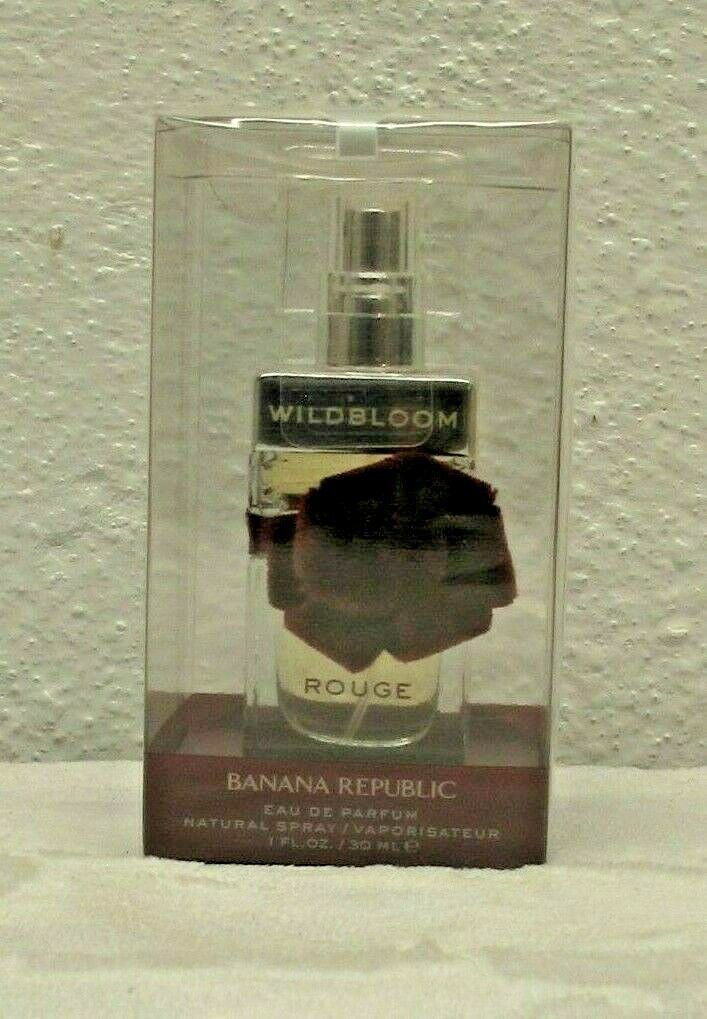 WILDBLOOM
ROUGE
BANANA REPUBLIC
EAU DE PARFUM
NATURAL SPRAY / VAPORISATEUR
1 FL.OZ. / 30 ML ℮